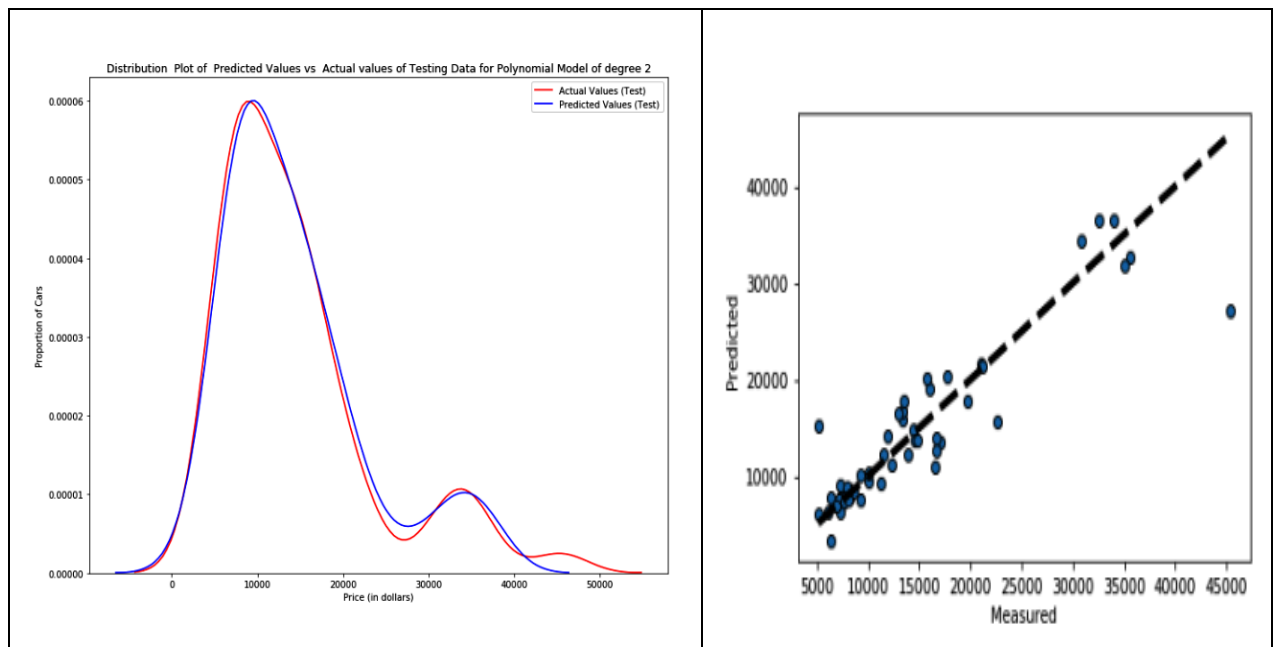 Distribution Plot of Predicted Values vs Actual values of Testing Data for Polynomial Model of degree 2
Actual Values (Test)
Predicted Values (Test)
0.00006
0.00005
0.00004
0.00003
0.00002
0.00001
0.00000
Proportion of Cars
0 10000 20000 30000 40000 50000
Price (in dollars)
40000
30000
20000
10000
Predicted
5000 10000 15000 20000 25000 30000 35000 40000 45000
Measured